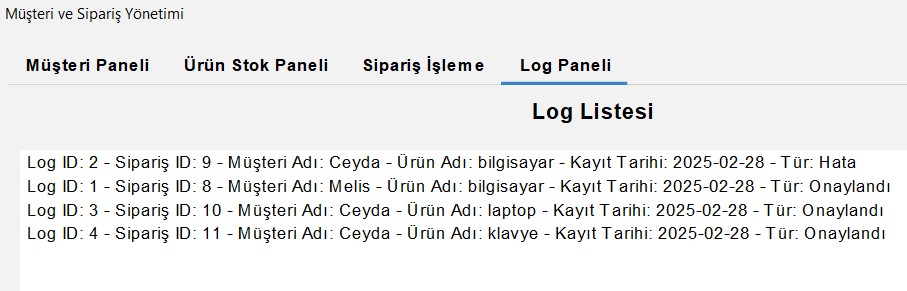 Müşteri ve Sipariş Yönetimi
Müşteri Paneli Ürün Stok Paneli Sipariş İşleme Log Paneli
Log Listesi
Log ID: 2 - Sipariş ID: 9 - Müşteri Adı: Ceyda - Ürün Adı: bilgisayar - Kayıt Tarihi: 2025-02-28 - Tür: Hata
Log ID: 1 - Sipariş ID: 8 - Müşteri Adı: Melis - Ürün Adı: bilgisayar - Kayıt Tarihi: 2025-02-28 - Tür: Onaylandı
Log ID: 3 - Sipariş ID: 10 - Müşteri Adı: Ceyda - Ürün Adı: laptop - Kayıt Tarihi: 2025-02-28 - Tür: Onaylandı
Log ID: 4 - Sipariş ID: 11 - Müşteri Adı: Ceyda - Ürün Adı: klavye - Kayıt Tarihi: 2025-02-28 - Tür: Onaylandı